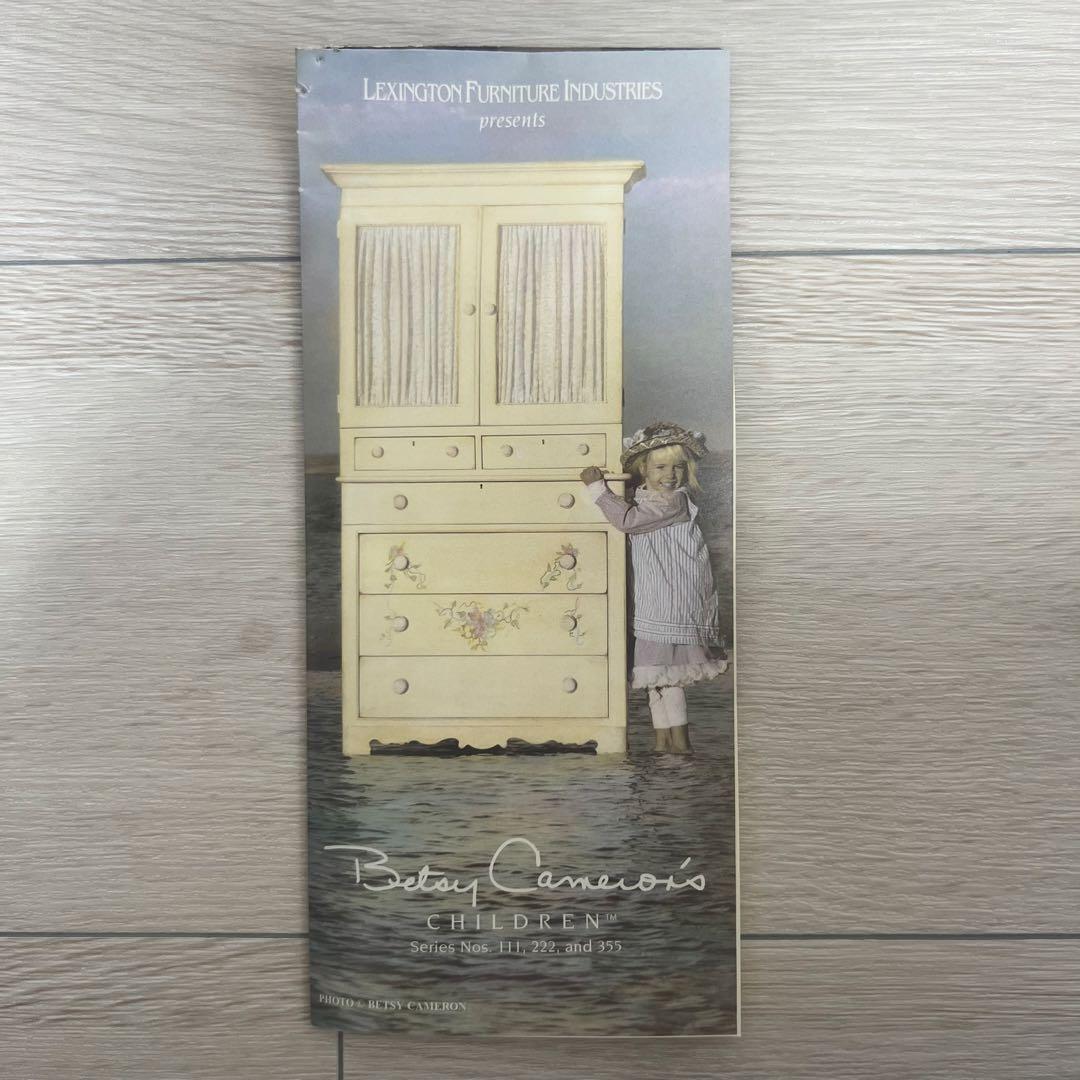 LEXINGTON FURNITURE INDUSTRIES
presents
Betsy Cameron's
CHILDREN™
Series Nos. 111, 222, and 355
PHOTO © BETSY CAMERON